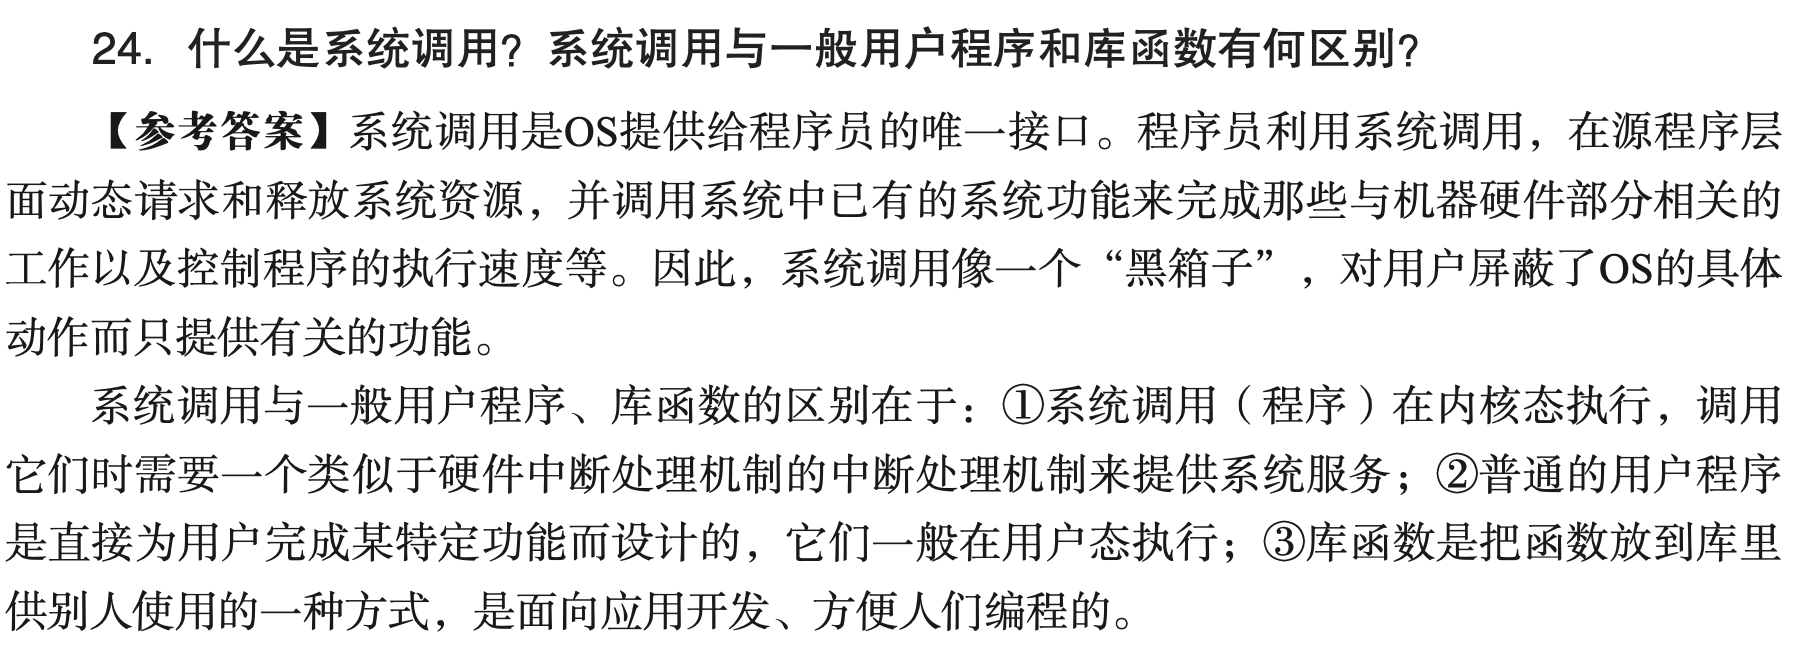 24. 什么是系统调用？系统调用与一般用户程序和库函数有何区别？
【参考答案】系统调用是OS提供给程序员的唯一接口。程序员利用系统调用，在源程序层
面动态请求和释放系统资源，并调用系统中已有的系统功能来完成那些与机器硬件部分相关的
工作以及控制程序的执行速度等。因此，系统调用像一个“黑箱子”，对用户屏蔽了OS的具体
动作而只提供有关的功能。
系统调用与一般用户程序、库函数的区别在于：①系统调用（程序）在内核态执行，调用
它们时需要一个类似于硬件中断处理机制的中断处理机制来提供系统服务；②普通的用户程序
是直接为用户完成某特定功能而设计的，它们一般在用户态执行；③库函数是把函数放到库里
供别人使用的一种方式，是面向应用开发、方便人们编程的。